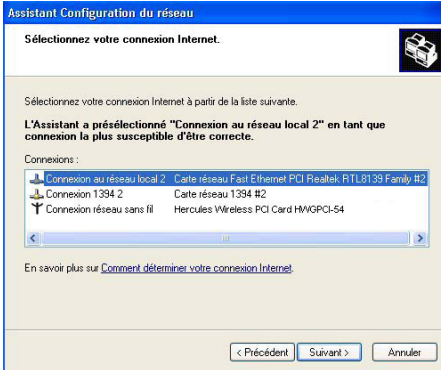 Assistant Configuration du réseau
Sélectionnez votre connexion Internet.
Sélectionnez votre connexion Internet à partir de la liste suivante.
L'Assistant a présélectionné "Connexion au réseau local 2" en tant que
connexion la plus susceptible d'être correcte.
Connexions :
Connexion au réseau local 2 Carte réseau Fast Ethernet PCI Realtek RTL8139 Family #2
Connexion 1394 2 Carte réseau 1394 #2
Connexion réseau sans fil Hercules Wireless PCI Card HWGPCI-54
En savoir plus sur Comment déterminer votre connexion Internet.
< Précédent Suivant > Annuler